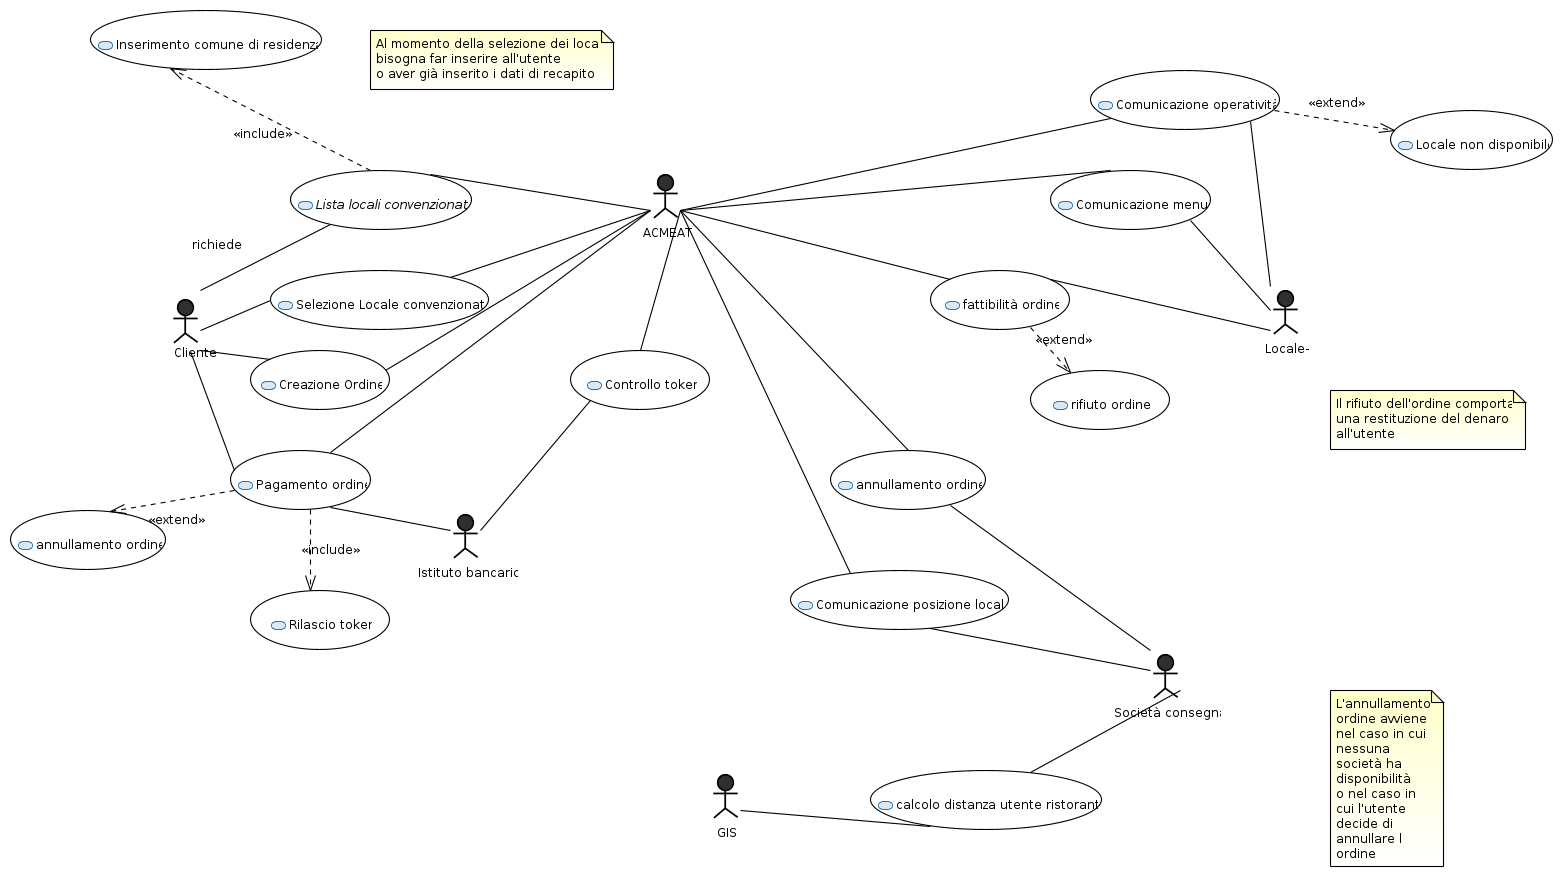 Inserimento comune di residenz
Al momento della selezione dei loca
bisogna far inserire all'utente
o aver già inserito i dati di recapito
Comunicazione operatività
«extend»
Locale non disponibil
«include»
Lista locali convenzionat
Comunicazione menu
ACMEAT
richiede
Selezione Locale convenzionat
fattibilità ordine
Cliente
«extend»
Locale-
Creazione Ordine
Controllo token
rifiuto ordine
Il rifiuto dell'ordine comporta
una restituzione del denaro
all'utente
Pagamento ordine
annullamento ordine
«extend»
annullamento ordine
«include»
Istituto bancario
Comunicazione posizione local
Rilascio token
Società consegna
L'annullamento
ordine avviene
nel caso in cui
nessuna
società ha
disponibilità
o nel caso in
cui l'utente
decide di
annullare l
ordine
calcolo distanza utente ristorant
GIS